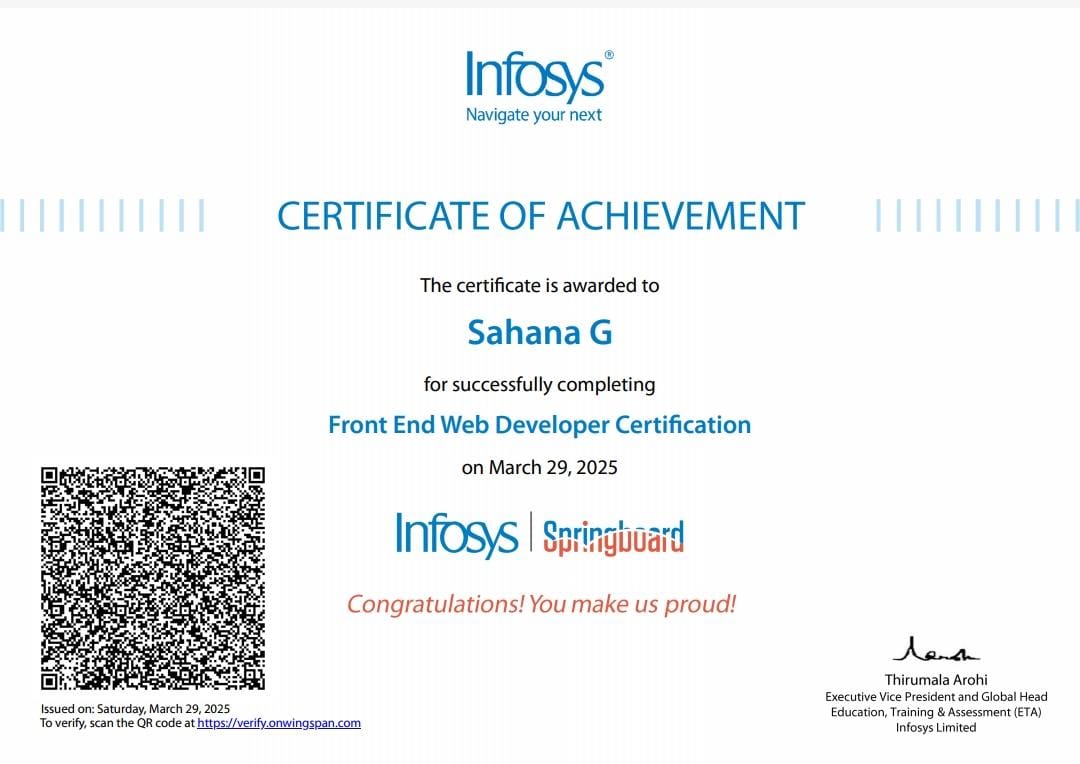 Infosys®
Navigate your next
CERTIFICATE OF ACHIEVEMENT
The certificate is awarded to
Sahana G
for successfully completing
Front End Web Developer Certification
on March 29, 2025
Infosys | Springboard
Congratulations! You make us proud!
Issued on: Saturday, March 29, 2025
To verify, scan the QR code at https://verify.onwingspan.com
Thirumala Arohi
Executive Vice President and Global Head
Education, Training & Assessment (ETA)
Infosys Limited